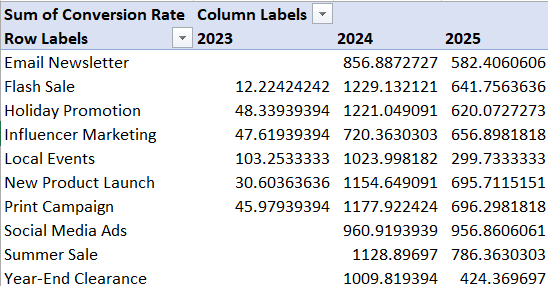 Sum of Conversion Rate Column Labels
Row Labels 2023 2024 2025
Email Newsletter 856.8872727 582.4060606
Flash Sale 12.22424242 1229.132121 641.7563636
Holiday Promotion 48.33939394 1221.049091 620.0727273
Influencer Marketing 47.61939394 720.3630303 656.8981818
Local Events 103.2533333 1023.998182 299.7333333
New Product Launch 30.60363636 1154.649091 695.7115151
Print Campaign 45.97939394 1177.922424 696.2981818
Social Media Ads 960.9193939 956.8606061
Summer Sale 1128.89697 786.3630303
Year-End Clearance 1009.819394 424.369697